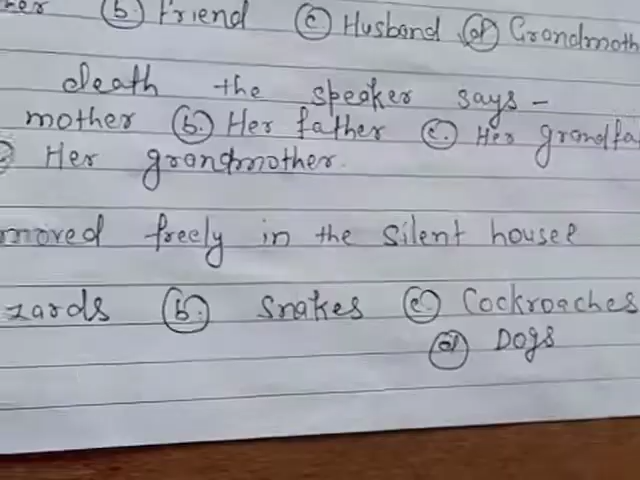 her (b.) Friend (c.) Husband (d) Grandmoth
death the speaker says -
mother (b.) Her father (c.) Her grandfa
Her grandmother.
moved freely in the silent house?
zards (b.) Snakes (c.) Cockroaches
(d) Dogs